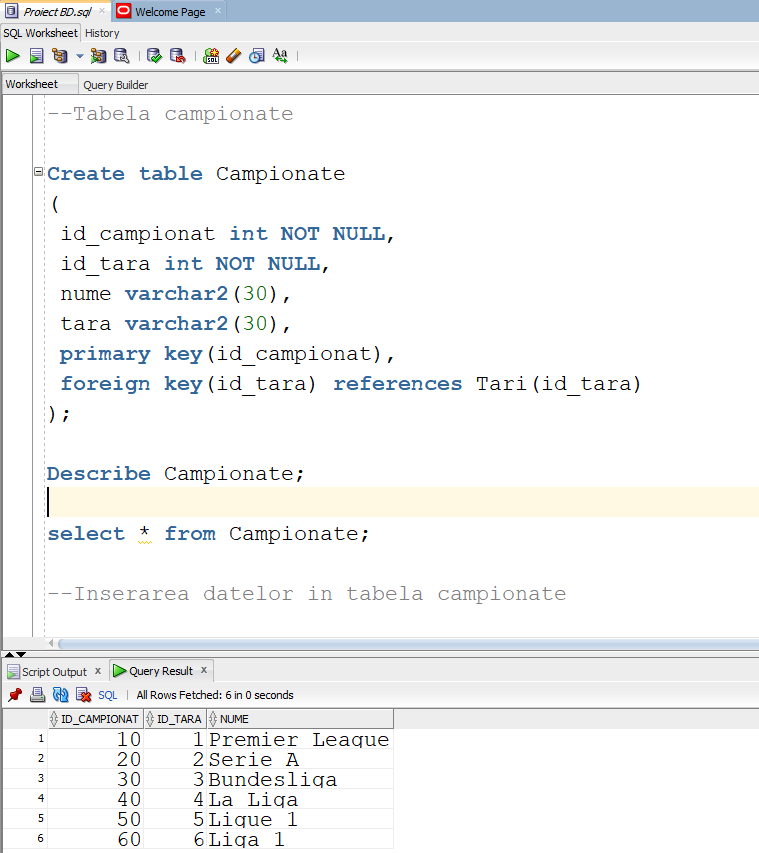 Proiect BD.sql × Welcome Page ×
SQL Worksheet History
SQL Aa
Worksheet Query Builder
--Tabela campionate
Create table Campionate
(
id_campionat int NOT NULL,
id_tara int NOT NULL,
nume varchar2(30),
tara varchar2(30),
primary key(id_campionat),
foreign key(id_tara) references Tari(id_tara)
);
Describe Campionate;
select * from Campionate;
--Inserarea datelor in tabela campionate
Script Output × Query Result ×
SQL | All Rows Fetched: 6 in 0 seconds
ID_CAMPIONAT ID_TARA NUME
1 10 1 Premier League
2 20 2 Serie A
3 30 3 Bundesliga
4 40 4 La Liga
5 50 5 Ligue 1
6 60 6 Liga 1